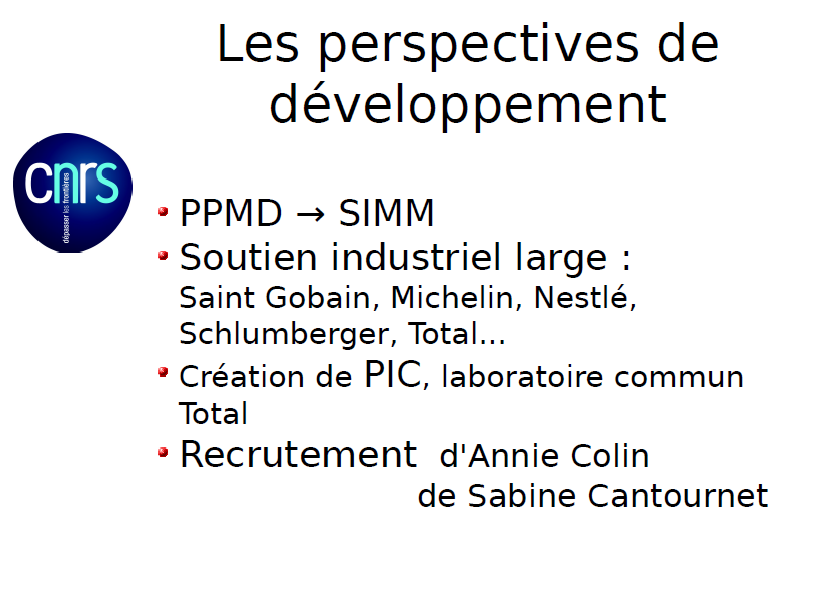 Les perspectives de
développement
cnrs
dépasser les frontières
PPMD → SIMM
Soutien industriel large :
Saint Gobain, Michelin, Nestlé,
Schlumberger, Total...
Création de PIC, laboratoire commun
Total
Recrutement d'Annie Colin
de Sabine Cantournet